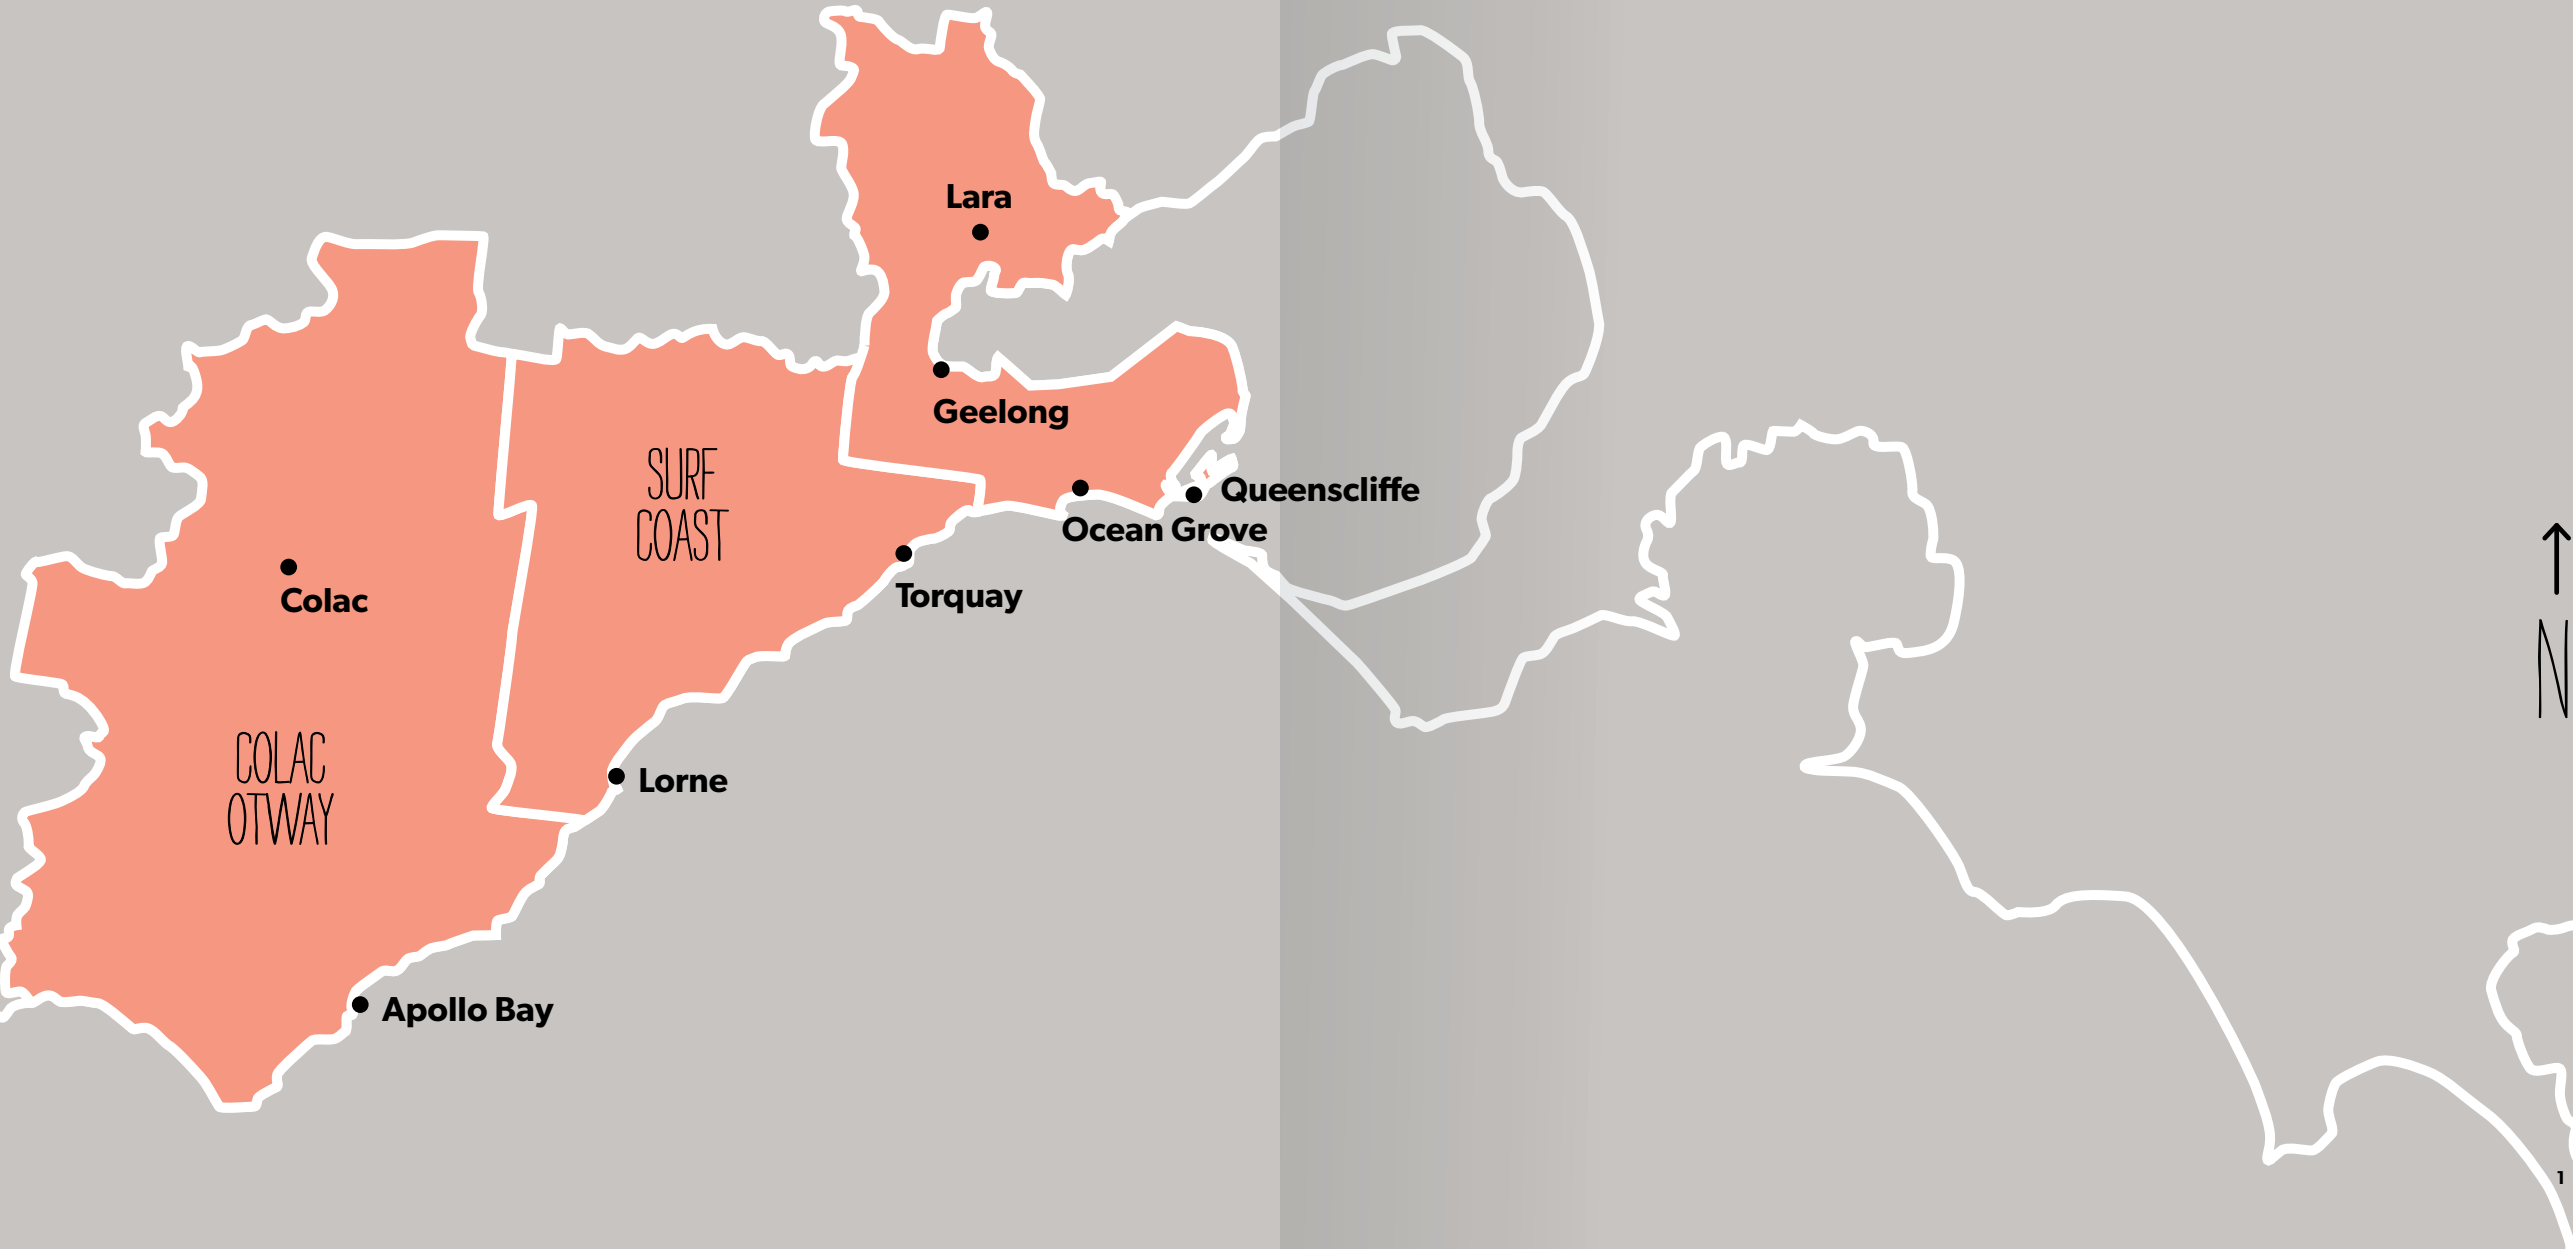 Lara
Geelong
SURF
COAST
Queenscliffe
Ocean Grove
Torquay
Colac
COLAC
OTWAY
Lorne
Apollo Bay
N
1